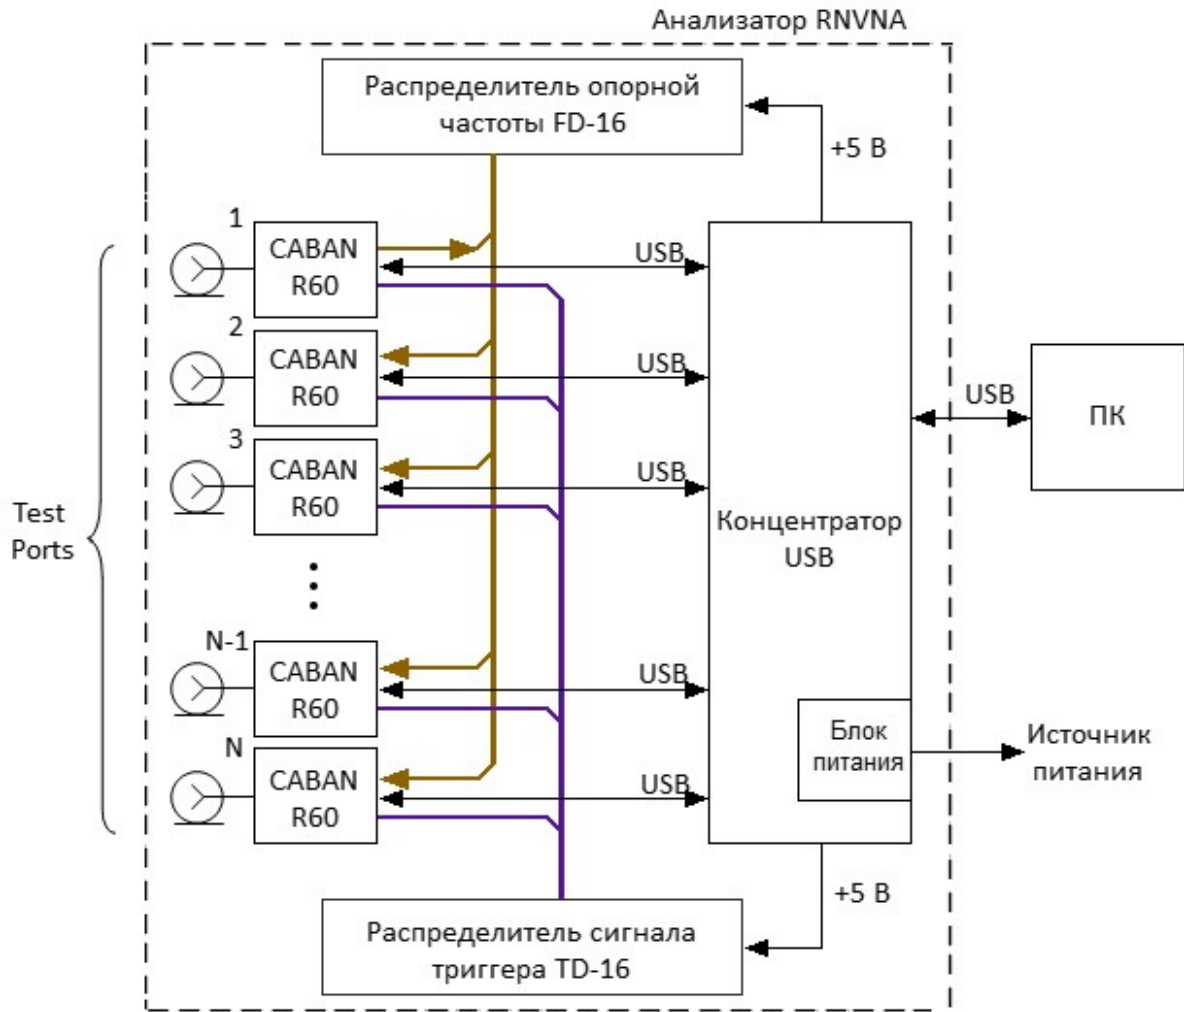 Анализатор RNVNA
Распределитель опорной
частоты FD-16
+5 В
1
CABAN
R60
USB
2
CABAN
R60
USB
3
CABAN
R60
USB
USB
ПК
Test
Ports
Концентратор
USB
N-1
CABAN
R60
USB
Блок
питания
Источник
питания
N
CABAN
R60
USB
+5 В
Распределитель сигнала
триггера TD-16